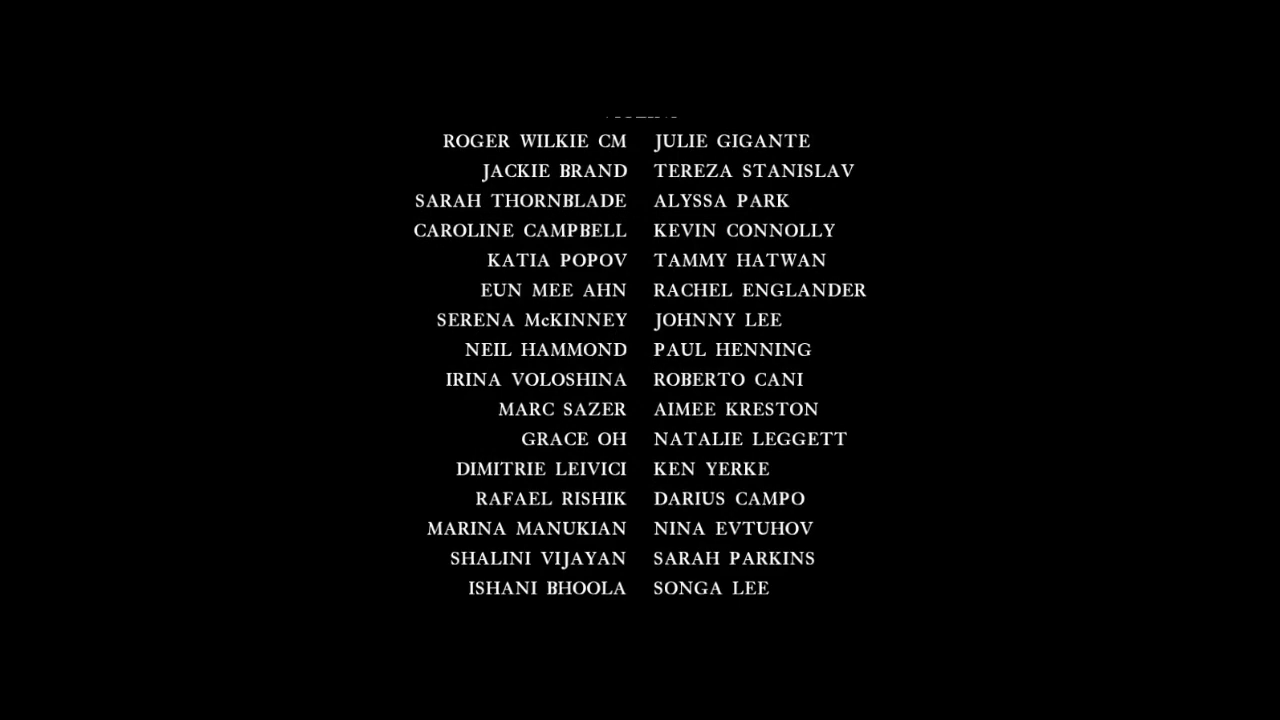 ROGER WILKIE CM JULIE GIGANTE
JACKIE BRAND TEREZA STANISLAV
SARAH THORNBLADE ALYSSA PARK
CAROLINE CAMPBELL KEVIN CONNOLLY
KATIA POPOV TAMMY HATWAN
EUN MEE AHN RACHEL ENGLANDER
SERENA McKINNEY JOHNNY LEE
NEIL HAMMOND PAUL HENNING
IRINA VOLOSHINA ROBERTO CANI
MARC SAZER AIMEE KRESTON
GRACE OH NATALIE LEGGETT
DIMITRIE LEIVICI KEN YERKE
RAFAEL RISHIK DARIUS CAMPO
MARINA MANUKIAN NINA EVTUHOV
SHALINI VIJAYAN SARAH PARKINS
ISHANI BHOOLA SONGA LEE